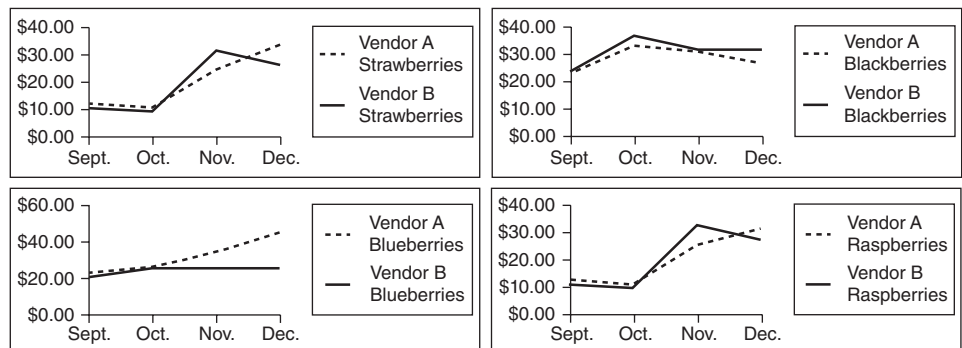 $40.00
$30.00
$20.00
$10.00
$0.00
Sept. Oct. Nov. Dec.
Vendor A
Strawberries
Vendor B
Strawberries
$40.00
$30.00
$20.00
$10.00
$0.00
Sept. Oct. Nov. Dec.
Vendor A
Blackberries
Vendor B
Blackberries
$60.00
$40.00
$20.00
$0.00
Sept. Oct. Nov. Dec.
Vendor A
Blueberries
Vendor B
Blueberries
$40.00
$30.00
$20.00
$10.00
$0.00
Sept. Oct. Nov. Dec.
Vendor A
Raspberries
Vendor B
Raspberries